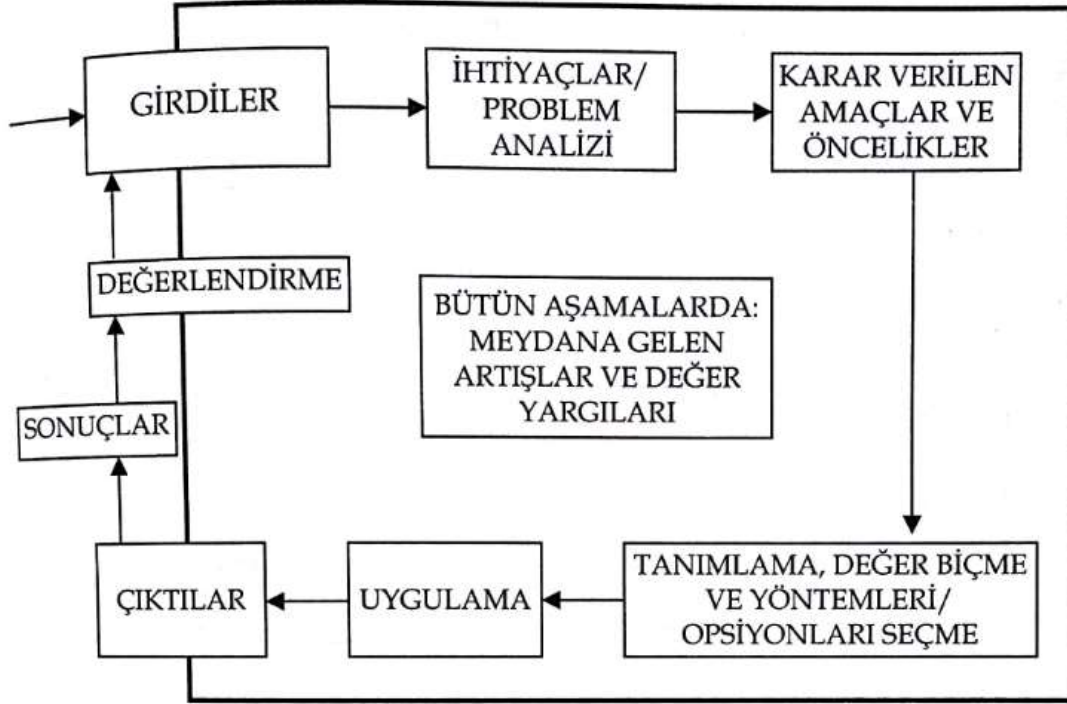 GİRDİLER
İHTİYAÇLAR/
PROBLEM
ANALİZİ
KARAR VERİLEN
AMAÇLAR VE
ÖNCELİKLER
DEĞERLENDİRME
BÜTÜN AŞAMALARDA:
MEYDANA GELEN
ARTIŞLAR VE DEĞER
YARGILARI
SONUÇLAR
ÇIKTILAR
UYGULAMA
TANIMLAMA, DEĞER BİÇME
VE YÖNTEMLERİ/
OPSİYONLARI SEÇME